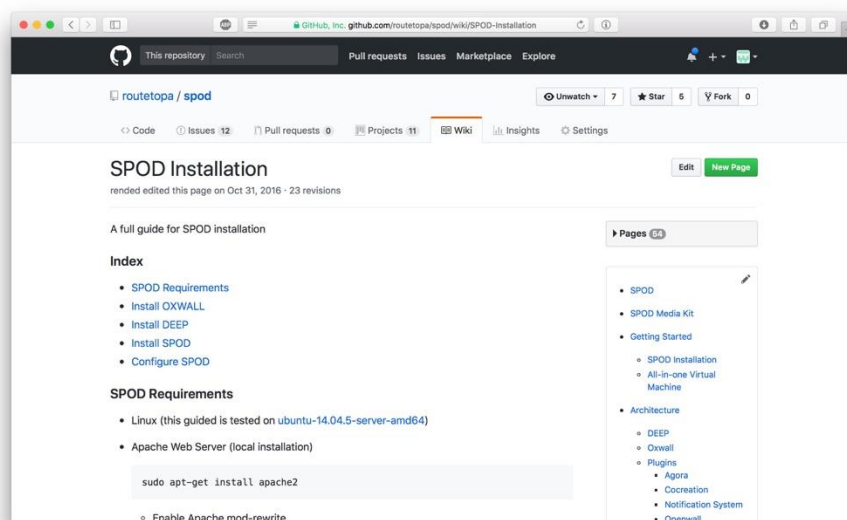 GitHub, Inc. github.com/routetopa/spod/wiki/SPOD-Installation
This repository Search Pull requests Issues Marketplace Explore
routetopa / spod
Unwatch 7 Star 5 Fork 0
Code Issues 12 Pull requests 0 Projects 11 Wiki Insights Settings
SPOD Installation
Edit New Page
rended edited this page on Oct 31, 2016 · 23 revisions
A full guide for SPOD installation
Index
• SPOD Requirements
• Install OXWALL
• Install DEEP
• Install SPOD
• Configure SPOD
SPOD Requirements
• Linux (this guided is tested on ubuntu-14.04.5-server-amd64)
• Apache Web Server (local installation)
sudo apt-get install apache2
Enable Apache mod-rewrite
Pages 54
• SPOD
• SPOD Media Kit
• Getting Started
SPOD Installation
All-in-one Virtual
Machine
• Architecture
DEEP
Oxwall
Plugins
Agora
Cocreation
Notification System
Openwall